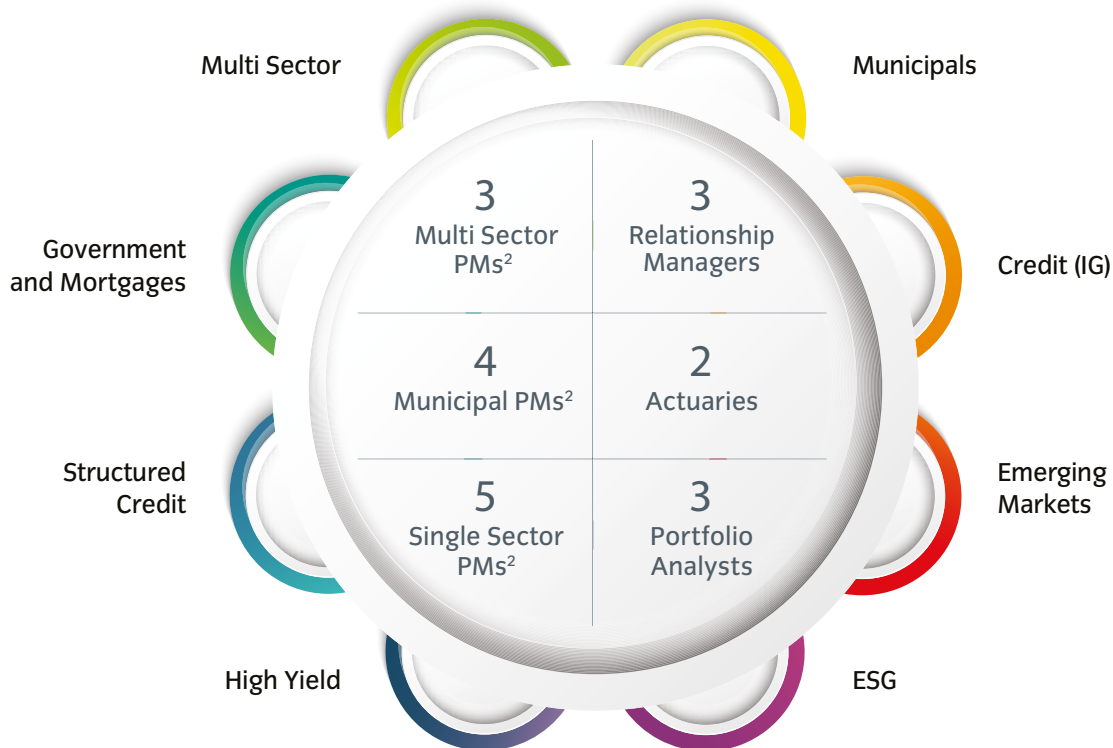 Multi Sector
Municipals
3
Multi Sector
PMs²
3
Relationship
Managers
Government
and Mortgages
Credit (IG)
4
Municipal PMs²
2
Actuaries
Structured
Credit
5
Single Sector
PMs²
3
Portfolio
Analysts
Emerging
Markets
High Yield
ESG